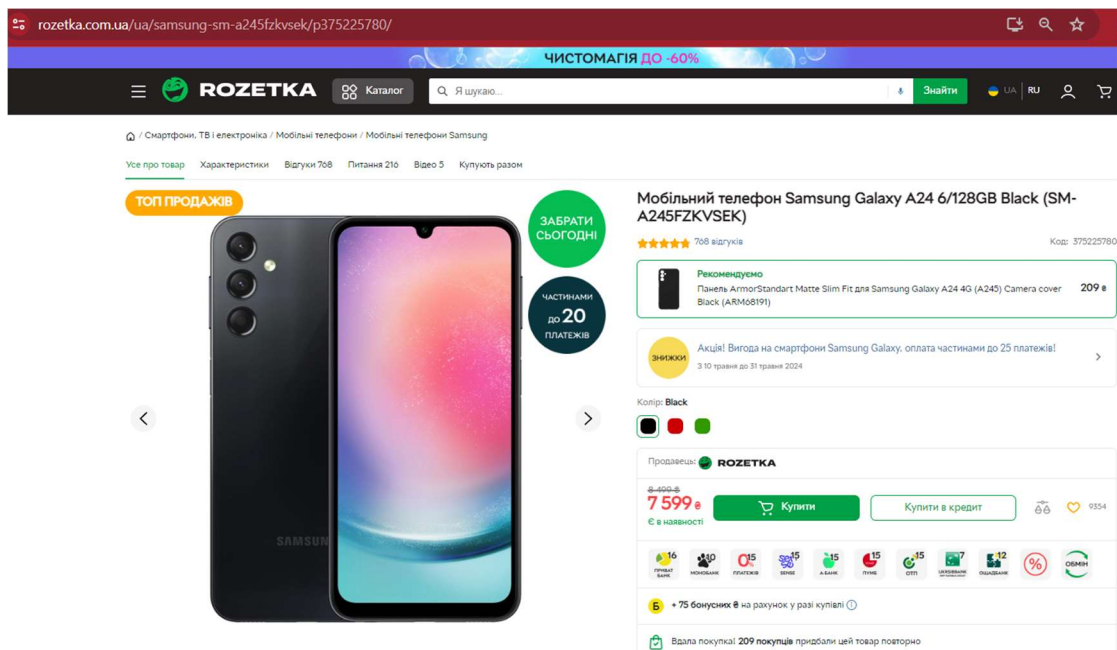 rozetka.com.ua/ua/samsung-sm-a245fzkvsek/p375225780/
ЧИСТОМАГІЯ ДО -60%
ROZETKA
Каталог
Я шукаю...
Знайти
UA
RU
/ Смартфони, ТВ і електроніка / Мобільні телефони / Мобільні телефони Samsung
Усе про товар Характеристики Відгуки 768 Питання 216 Відео 5 Купують разом
ТОП ПРОДАЖІВ
ЗАБРАТИ
СЬОГОДНІ
ЧАСТИНАМИ
ДО 20
ПЛАТЕЖІВ
SAMSUN
Мобільний телефон Samsung Galaxy A24 6/128GB Black (SM-
A245FZKVSEK)
768 відгуків
Код: 375225780
Рекомендуємо
Панель ArmorStandart Matte Slim Fit для Samsung Galaxy A24 4G (A245) Camera cover
Black (ARM68191)
209 ₴
ЗНИЖКИ
Акція! Вигода на смартфони Samsung Galaxy, оплата частинами до 25 платежів!
З 10 травня до 31 травня 2024
Колір: Black
Продавець: ROZETKA
8 499 ₴
7 599 ₴
Є в наявності
Купити
Купити в кредит
9354
16 10 15 15 15 15 15 7 12 %
ПРИВАТ БАНК МОНОБАНК ПЛАТЕЖІВ SENSE А-БАНК ПУМБ ОТП UKRSIBBANK ОЩАДБАНК ОБМІН
Б + 75 бонусних ₴ на рахунок у разі купівлі
Вдала покупка! 209 покупців придбали цей товар повторно